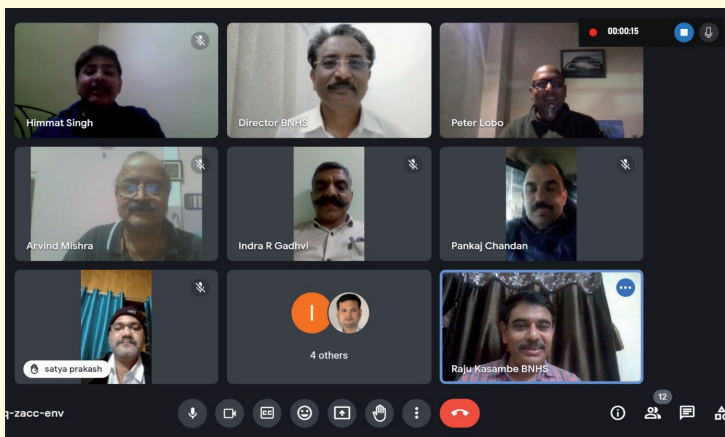 00:00:15
Himmat Singh
Director BNHS
Peter Lobo
Arvind Mishra
Indra R Gadhvi
Pankaj Chandan
satya prakash
I
4 others
Raju Kasambe BNHS
q-zacc-env
CC
12